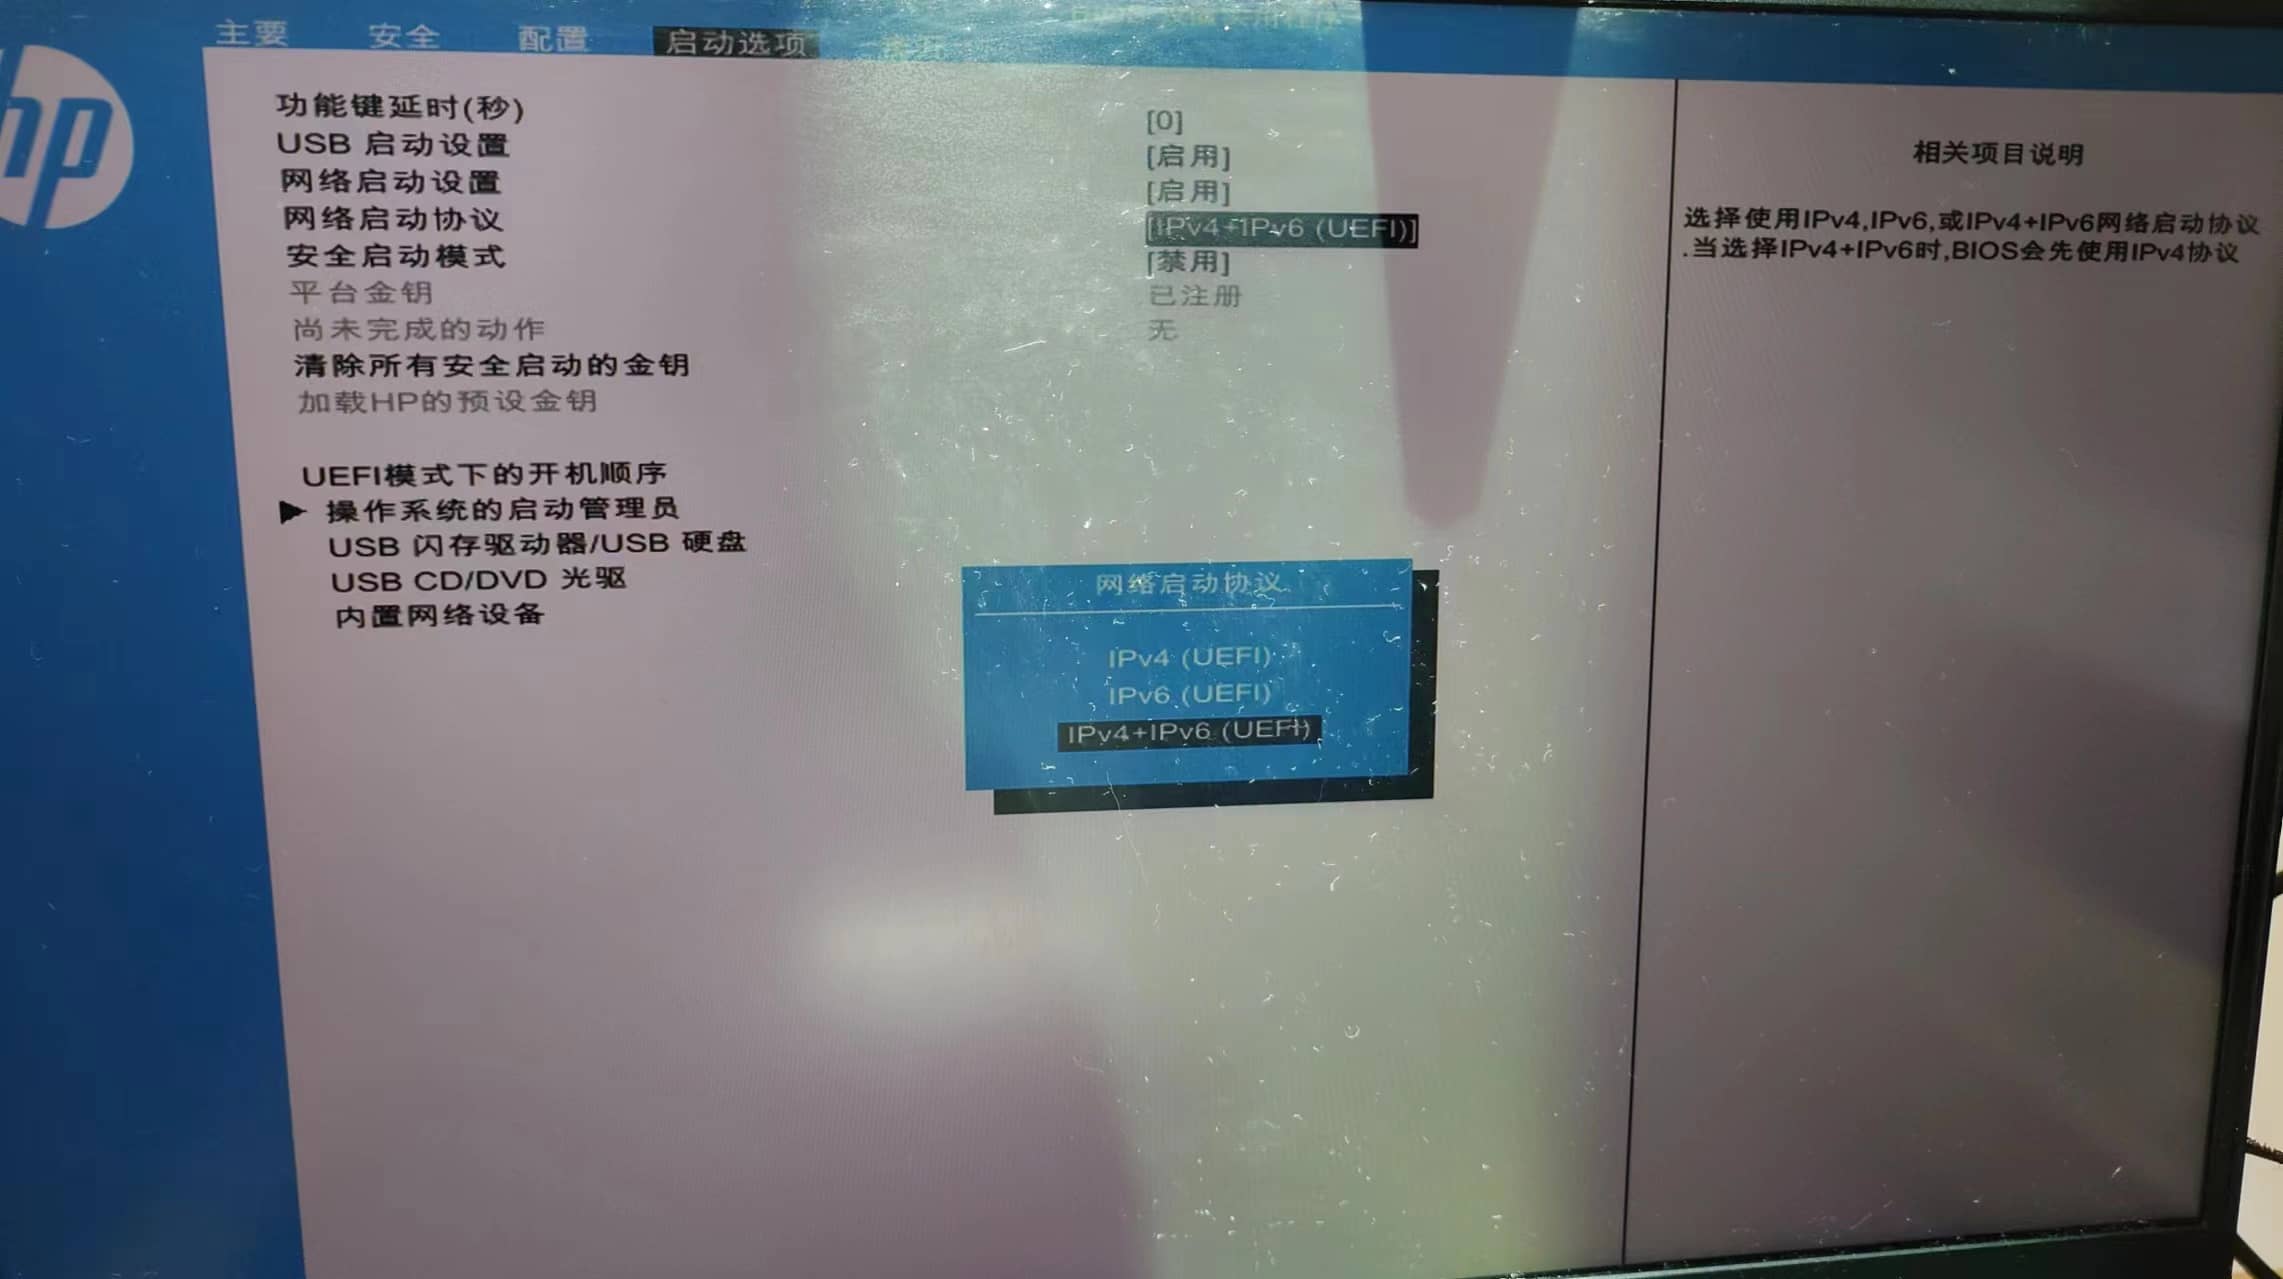 hp
主要 安全 配置 启动选项
功能键延时(秒) [0]
USB 启动设置 [启用]
网络启动设置 [启用]
网络启动协议 [IPv4+IPv6 (UEFI)]
安全启动模式 [禁用]
平台金钥 已注册
尚未完成的动作 无
清除所有安全启动的金钥
加载HP的预设金钥
UEFI模式下的开机顺序
▶ 操作系统的启动管理员
USB 闪存驱动器/USB 硬盘
USB CD/DVD 光驱
内置网络设备
网络启动协议
IPv4 (UEFI)
IPv6 (UEFI)
IPv4+IPv6 (UEFI)
相关项目说明
选择使用IPv4,IPv6,或IPv4+IPv6网络启动协议
.当选择IPv4+IPv6时,BIOS会先使用IPv4协议